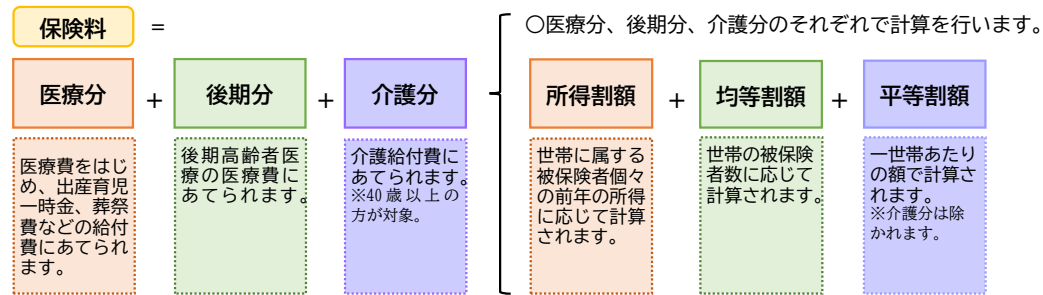 保険料 =
〇医療分、後期分、介護分のそれぞれで計算を行います。
医療分 + 後期分 + 介護分
所得割額 + 均等割額 + 平等割額
医療費をはじ
め、出産育児
一時金、葬祭
費などの給付
費にあてられ
ます。
後期高齢者医
療の医療費に
あてられます。
介護給付費に
あてられます。
※40歳以上の
方が対象。
世帯に属する
被保険者個々
の前年の所得
に応じて計算
されます。
世帯の被保険
者数に応じて
計算されます。
一世帯あたり
の額で計算さ
れます。
※介護分は除
かれます。